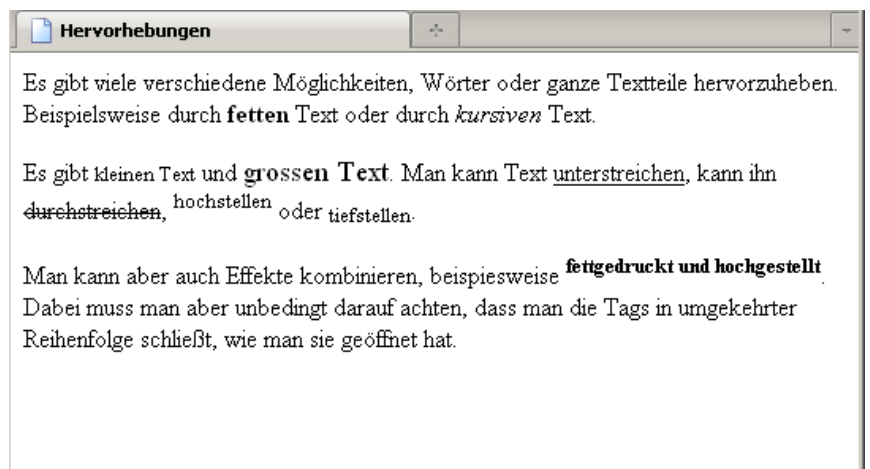 Hervorhebungen
Es gibt viele verschiedene Möglichkeiten, Wörter oder ganze Textteile hervorzuheben.
Beispielsweise durch fetten Text oder durch kursiven Text.
Es gibt kleinen Text und grossen Text. Man kann Text unterstreichen, kann ihn
durchstreichen, hochstellen oder tiefstellen.
Man kann aber auch Effekte kombinieren, beispiesweise fettgedruckt und hochgestellt.
Dabei muss man aber unbedingt darauf achten, dass man die Tags in umgekehrter
Reihenfolge schließt, wie man sie geöffnet hat.